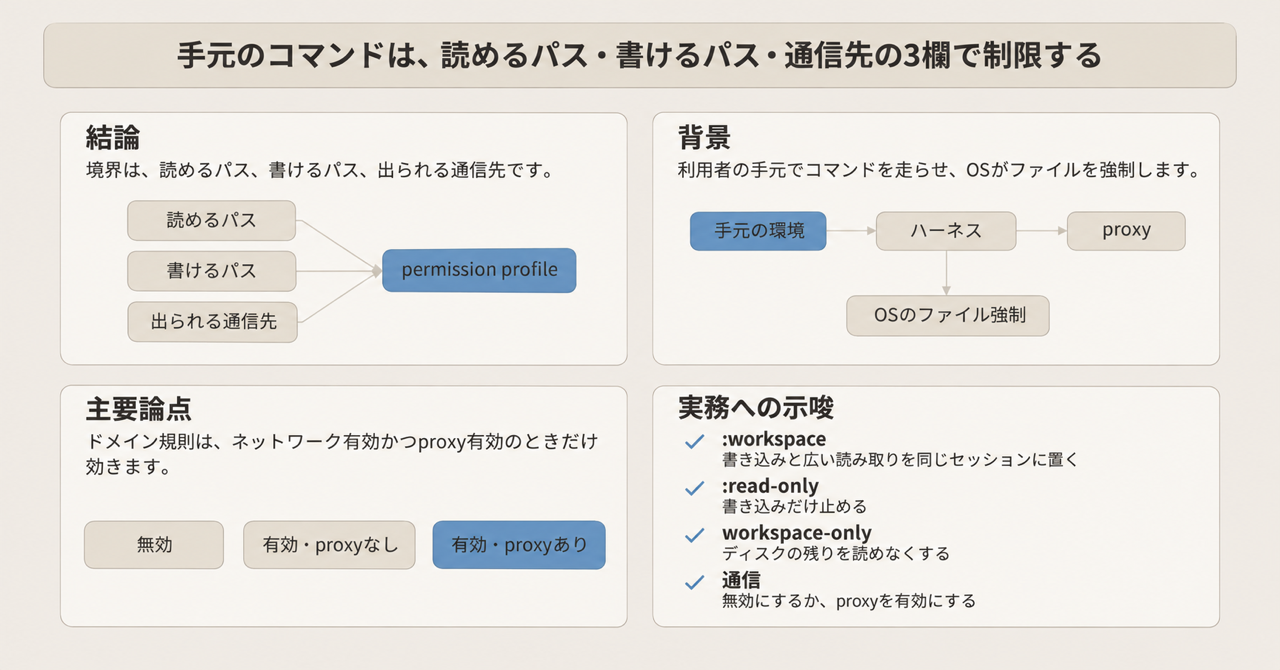 手元のコマンドは、読めるパス・書けるパス・通信先の3欄で制限する
結論
境界は、読めるパス、書けるパス、出られる通信先です。
読めるパス
書けるパス
出られる通信先
permission profile
背景
利用者の手元でコマンドを走らせ、OSがファイルを強制します。
手元の環境
ハーネス
proxy
OSのファイル強制
主要論点
ドメイン規則は、ネットワーク有効かつproxy有効のときだけ
効きます。
無効
有効・proxyなし
有効・proxyあり
実務への示唆
:workspace
書き込みと広い読み取りを同じセッションに置く
:read-only
書き込みだけ止める
workspace-only
ディスクの残りを読めなくする
通信
無効にするか、proxyを有効にする